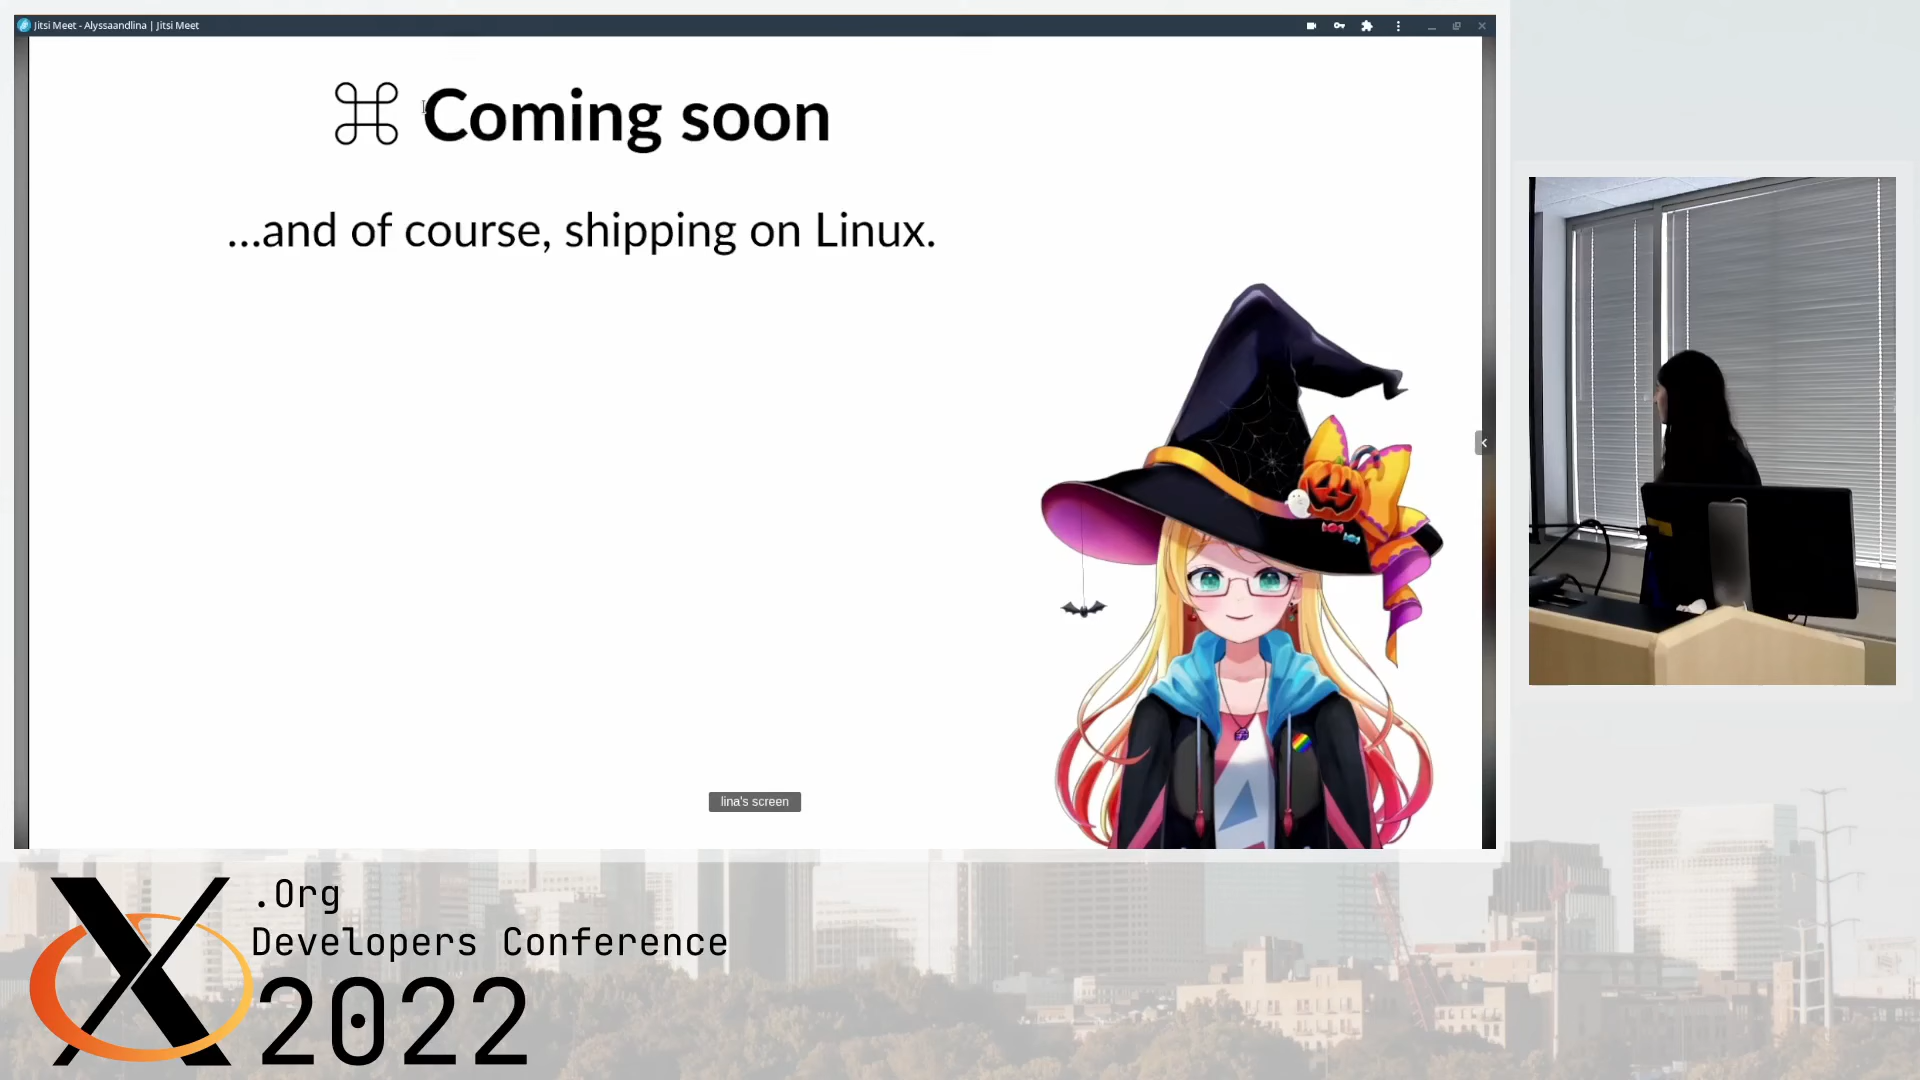 Jitsi Meet - Alyssaandlina | Jitsi Meet
⌘ Coming soon
...and of course, shipping on Linux.
lina's screen
X.Org
Developers Conference
2022